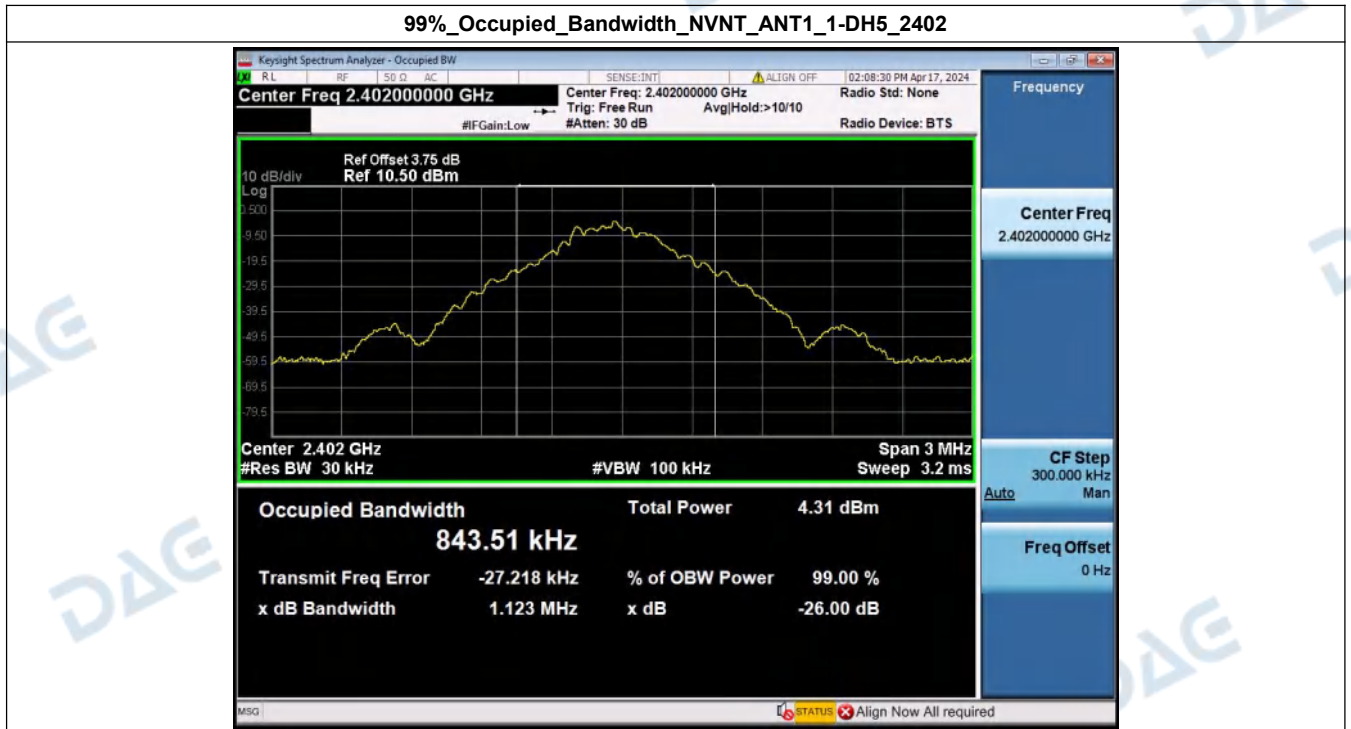 99%_Occupied_Bandwidth_NVNT_ANT1_1-DH5_2402
Keysight Spectrum Analyzer - Occupied BW
LXI RL RF 50 Ω AC SENSE:INT ALIGN OFF 02:08:30 PM Apr 17, 2024
Center Freq 2.402000000 GHz Center Freq: 2.402000000 GHz Radio Std: None
Trig: Free Run Avg|Hold:>10/10
#IFGain:Low #Atten: 30 dB Radio Device: BTS
Ref Offset 3.75 dB
10 dB/div Ref 10.50 dBm
Log
0.500
-9.50
-19.5
-29.5
-39.5
-49.5
-59.5
-69.5
-79.5
Center 2.402 GHz Span 3 MHz
#Res BW 30 kHz #VBW 100 kHz Sweep 3.2 ms
Occupied Bandwidth Total Power 4.31 dBm
843.51 kHz
Transmit Freq Error -27.218 kHz % of OBW Power 99.00 %
x dB Bandwidth 1.123 MHz x dB -26.00 dB
MSG STATUS Align Now All required
Frequency
Center Freq
2.402000000 GHz
CF Step
300.000 kHz
Auto Man
Freq Offset
0 Hz
DAG
DAG
DAG